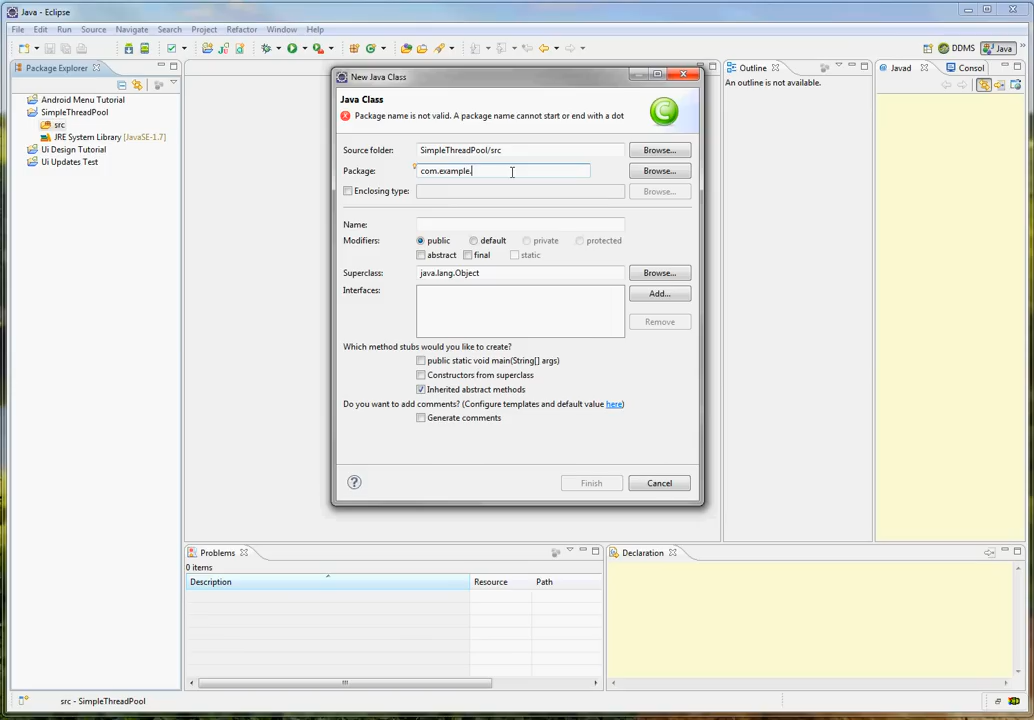 Java - Eclipse
File Edit Run Source Navigate Search Project Refactor Window Help
DDMS Java
Package Explorer
Android Menu Tutorial
SimpleThreadPool
src
JRE System Library [JavaSE-1.7]
Ui Design Tutorial
Ui Updates Test
New Java Class
Java Class
Package name is not valid. A package name cannot start or end with a dot
Source folder: SimpleThreadPool/src Browse...
Package: com.example. Browse...
Enclosing type: Browse...
Name:
Modifiers: public default private protected
abstract final static
Superclass: java.lang.Object Browse...
Interfaces: Add...
Remove
Which method stubs would you like to create?
public static void main(String[] args)
Constructors from superclass
Inherited abstract methods
Do you want to add comments? (Configure templates and default value here)
Generate comments
Finish Cancel
Outline
An outline is not available.
Javad Consol
Problems
0 items
Description Resource Path
Declaration
src - SimpleThreadPool